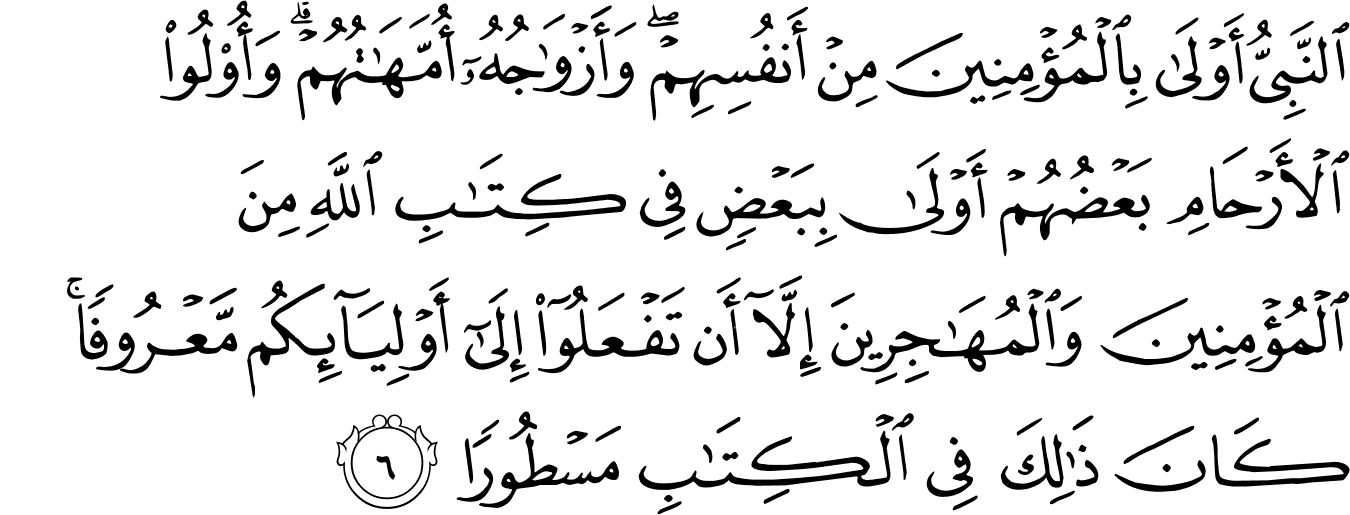 ٱلنَّبِىُّ أَوْلَىٰ بِٱلْمُؤْمِنِينَ مِنْ أَنفُسِهِمْ ۖ وَأَزْوَٰجُهُۥٓ أُمَّهَـٰتُهُمْ ۗ وَأُو۟لُوا۟
ٱلْأَرْحَامِ بَعْضُهُمْ أَوْلَىٰ بِبَعْضٍ فِى كِتَـٰبِ ٱللَّهِ مِنَ
ٱلْمُؤْمِنِينَ وَٱلْمُهَـٰجِرِينَ إِلَّآ أَن تَفْعَلُوٓا۟ إِلَىٰٓ أَوْلِيَآئِكُم مَّعْرُوفًا ۚ
كَانَ ذَٰلِكَ فِى ٱلْكِتَـٰبِ مَسْطُورًا ٦